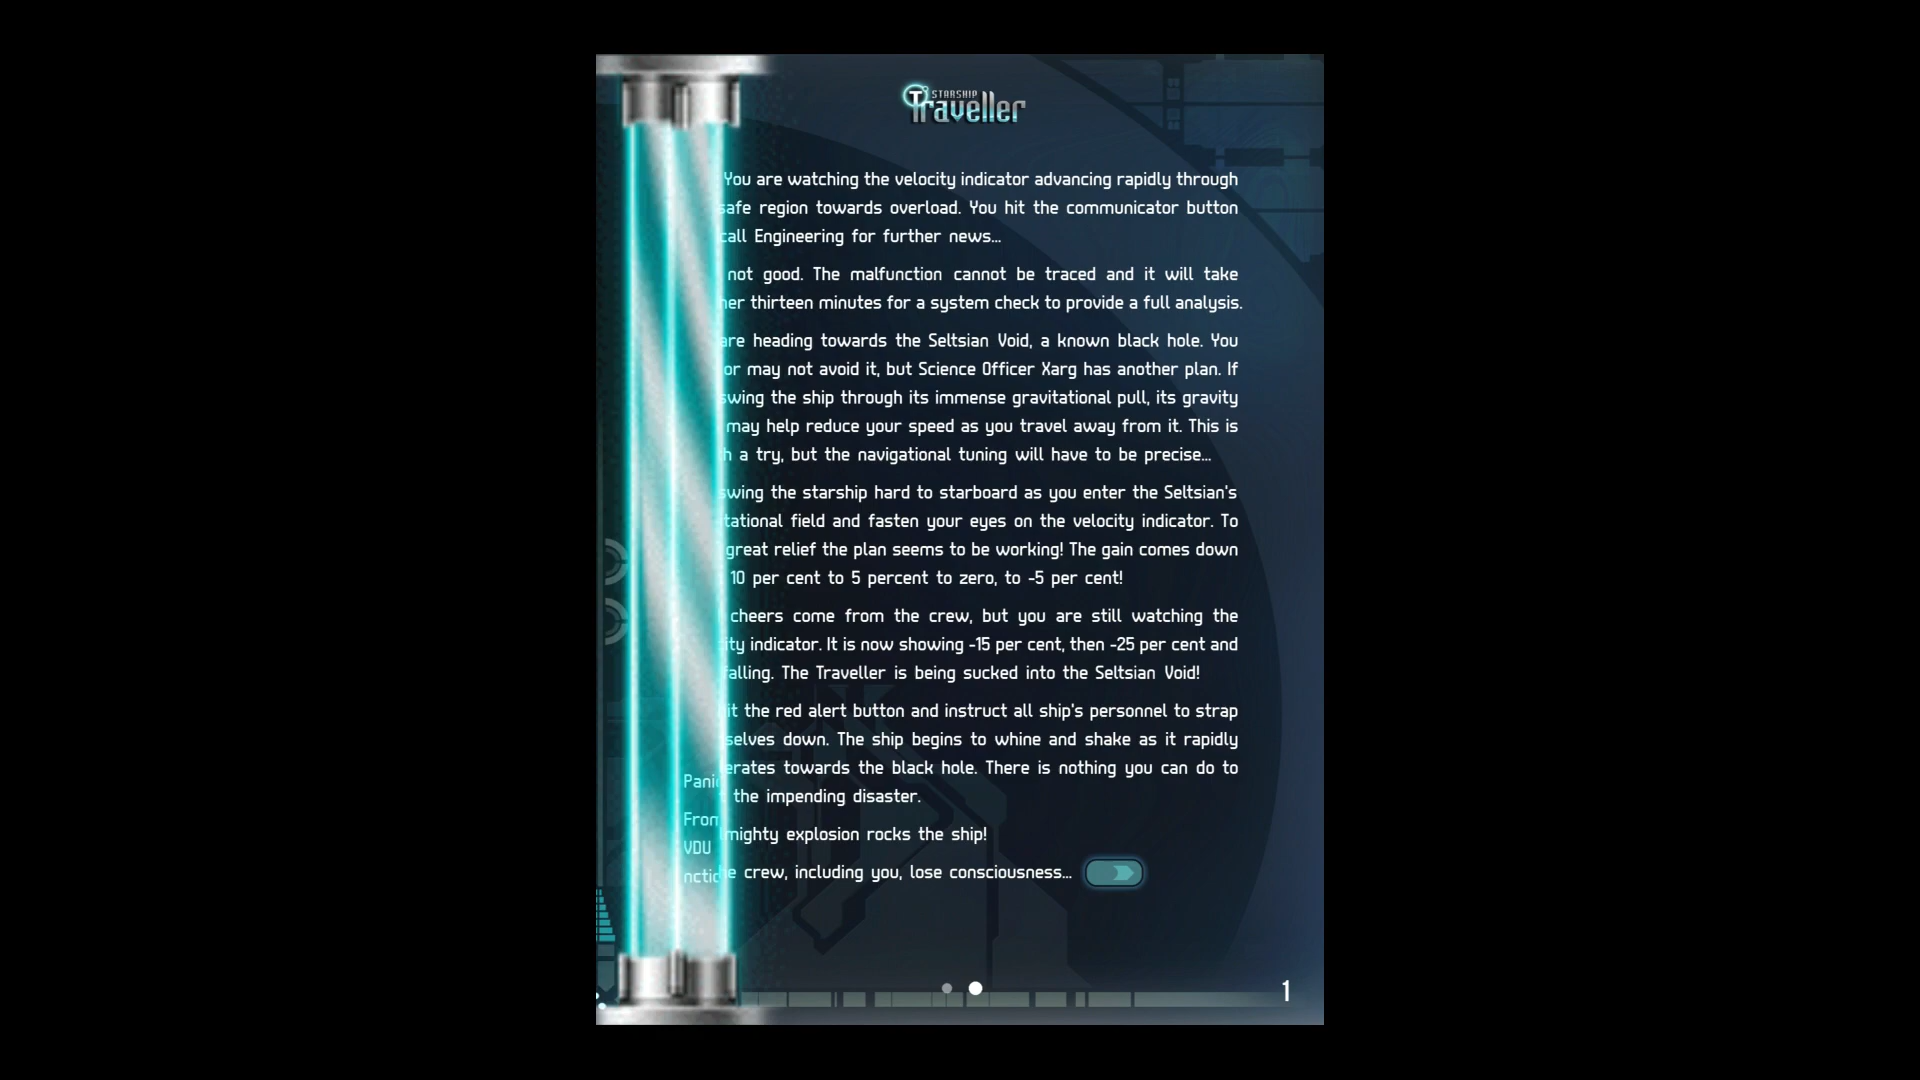 STARSHIP
Traveller
You are watching the velocity indicator advancing rapidly through
safe region towards overload. You hit the communicator button
call Engineering for further news...
not good. The malfunction cannot be traced and it will take
her thirteen minutes for a system check to provide a full analysis.
are heading towards the Seltsian Void, a known black hole. You
or may not avoid it, but Science Officer Xarg has another plan. If
swing the ship through its immense gravitational pull, its gravity
may help reduce your speed as you travel away from it. This is
h a try, but the navigational tuning will have to be precise...
swing the starship hard to starboard as you enter the Seltsian's
tational field and fasten your eyes on the velocity indicator. To
great relief the plan seems to be working! The gain comes down
10 per cent to 5 percent to zero, to -5 per cent!
cheers come from the crew, but you are still watching the
ity indicator. It is now showing -15 per cent, then -25 per cent and
falling. The Traveller is being sucked into the Seltsian Void!
it the red alert button and instruct all ship's personnel to strap
selves down. The ship begins to whine and shake as it rapidly
erates towards the black hole. There is nothing you can do to
Panic
the impending disaster.
From
mighty explosion rocks the ship!
VDU
nctio
he crew, including you, lose consciousness...
1